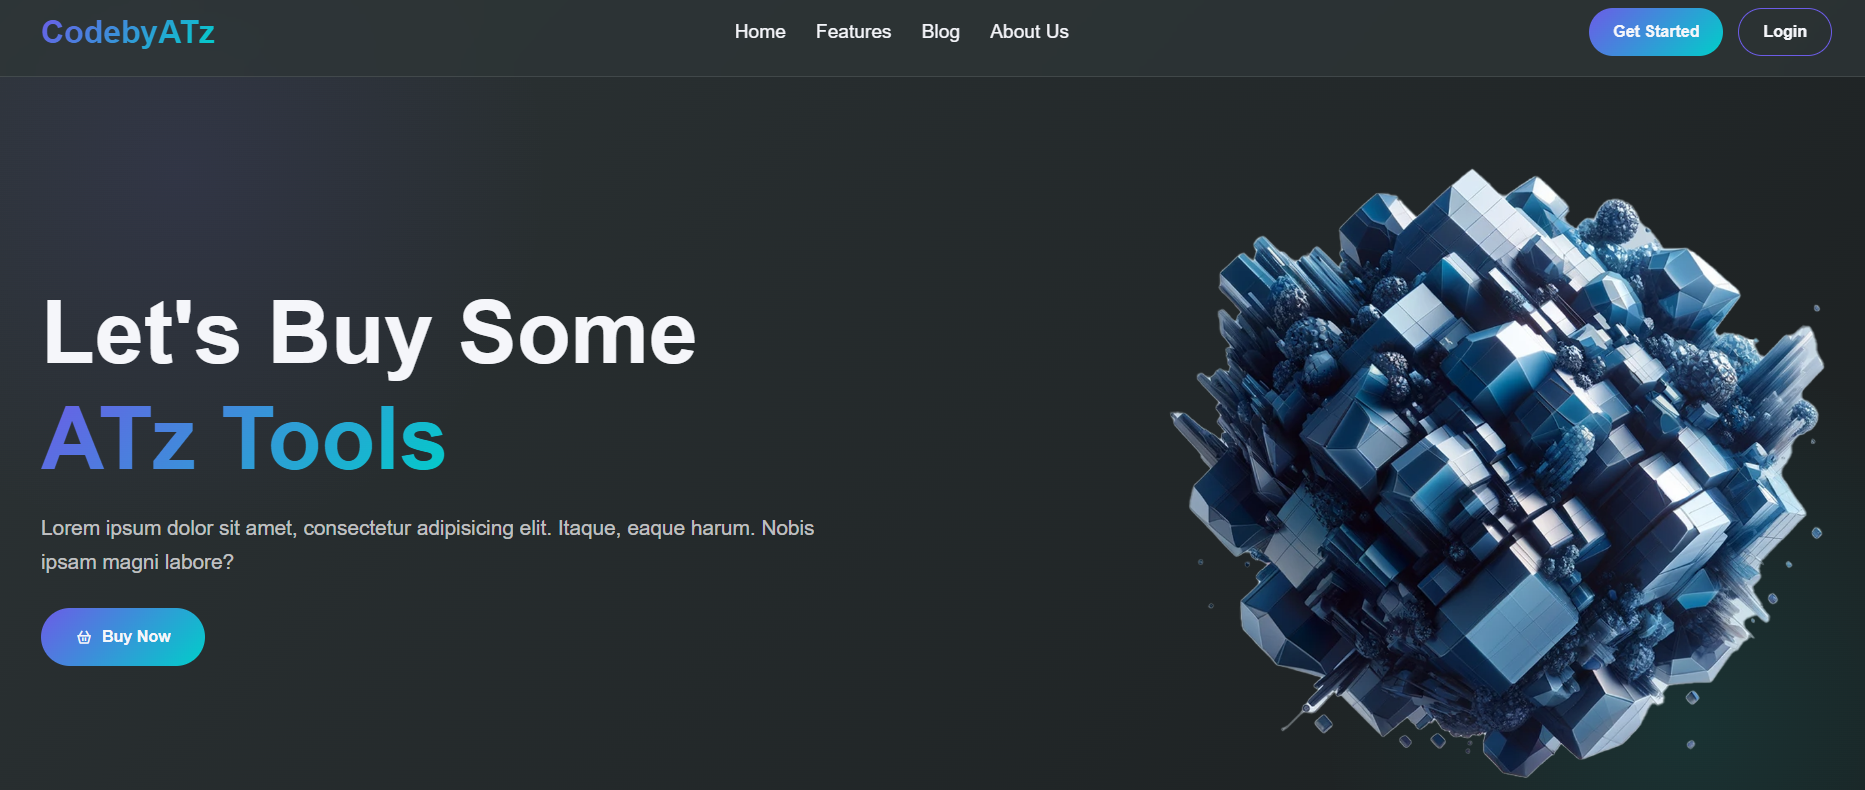 CodebyATz
Home Features Blog About Us
Get Started Login
Let's Buy Some
ATz Tools
Lorem ipsum dolor sit amet, consectetur adipisicing elit. Itaque, eaque harum. Nobis
ipsam magni labore?
Buy Now